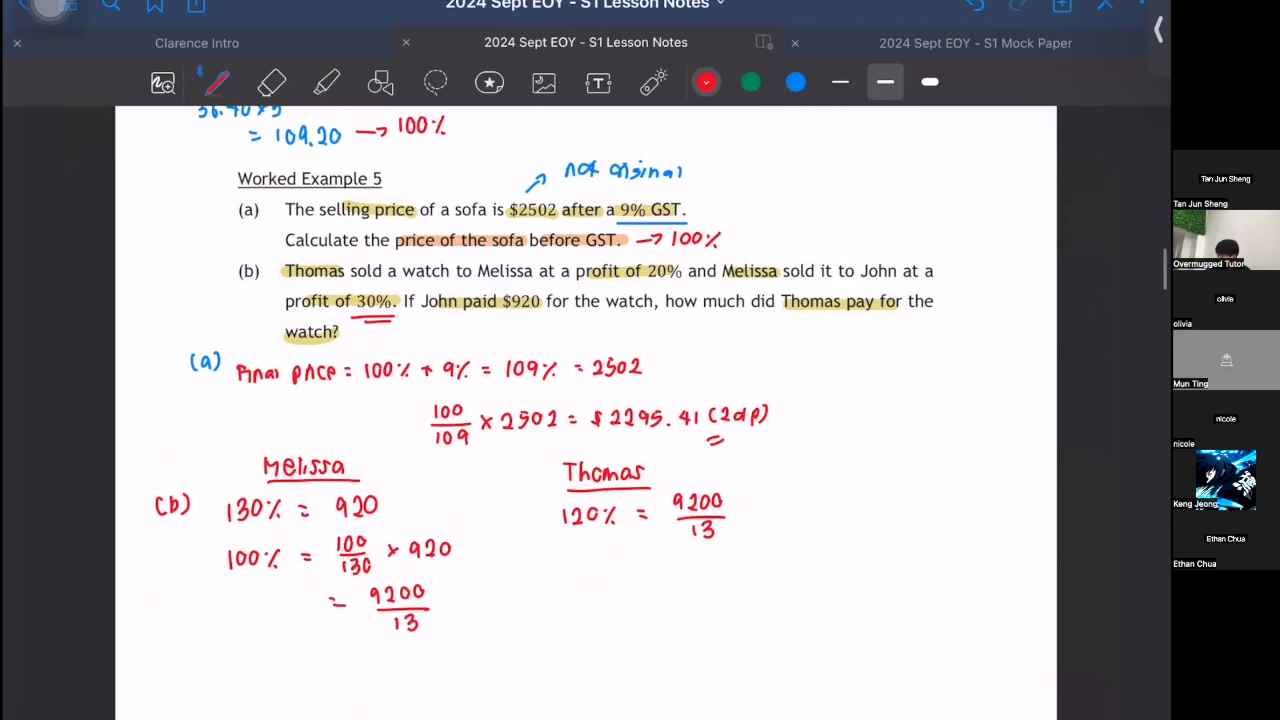 2024 Sept EOY - S1 Lesson Notes
Clarence Intro
2024 Sept EOY - S1 Lesson Notes
2024 Sept EOY - S1 Mock Paper
= 109.20 → 100%
Worked Example 5
not original
(a) The selling price of a sofa is $2502 after a 9% GST.
Calculate the price of the sofa before GST. → 100%
(b) Thomas sold a watch to Melissa at a profit of 20% and Melissa sold it to John at a
profit of 30%. If John paid $920 for the watch, how much did Thomas pay for the
watch?
(a) Final price = 100% + 9% = 109% = 2502
100/109 × 2502 = $2295.41 (2dp)
Melissa
Thomas
(b) 130% = 920
120% = 9200/13
100% = 100/130 × 920
= 9200/13
Tan Jun Sheng
Tan Jun Sheng
Overmugged Tutor
olivia
olivia
Mun Ting
nicole
nicole
Keng Jeong
Ethan Chua
Ethan Chua